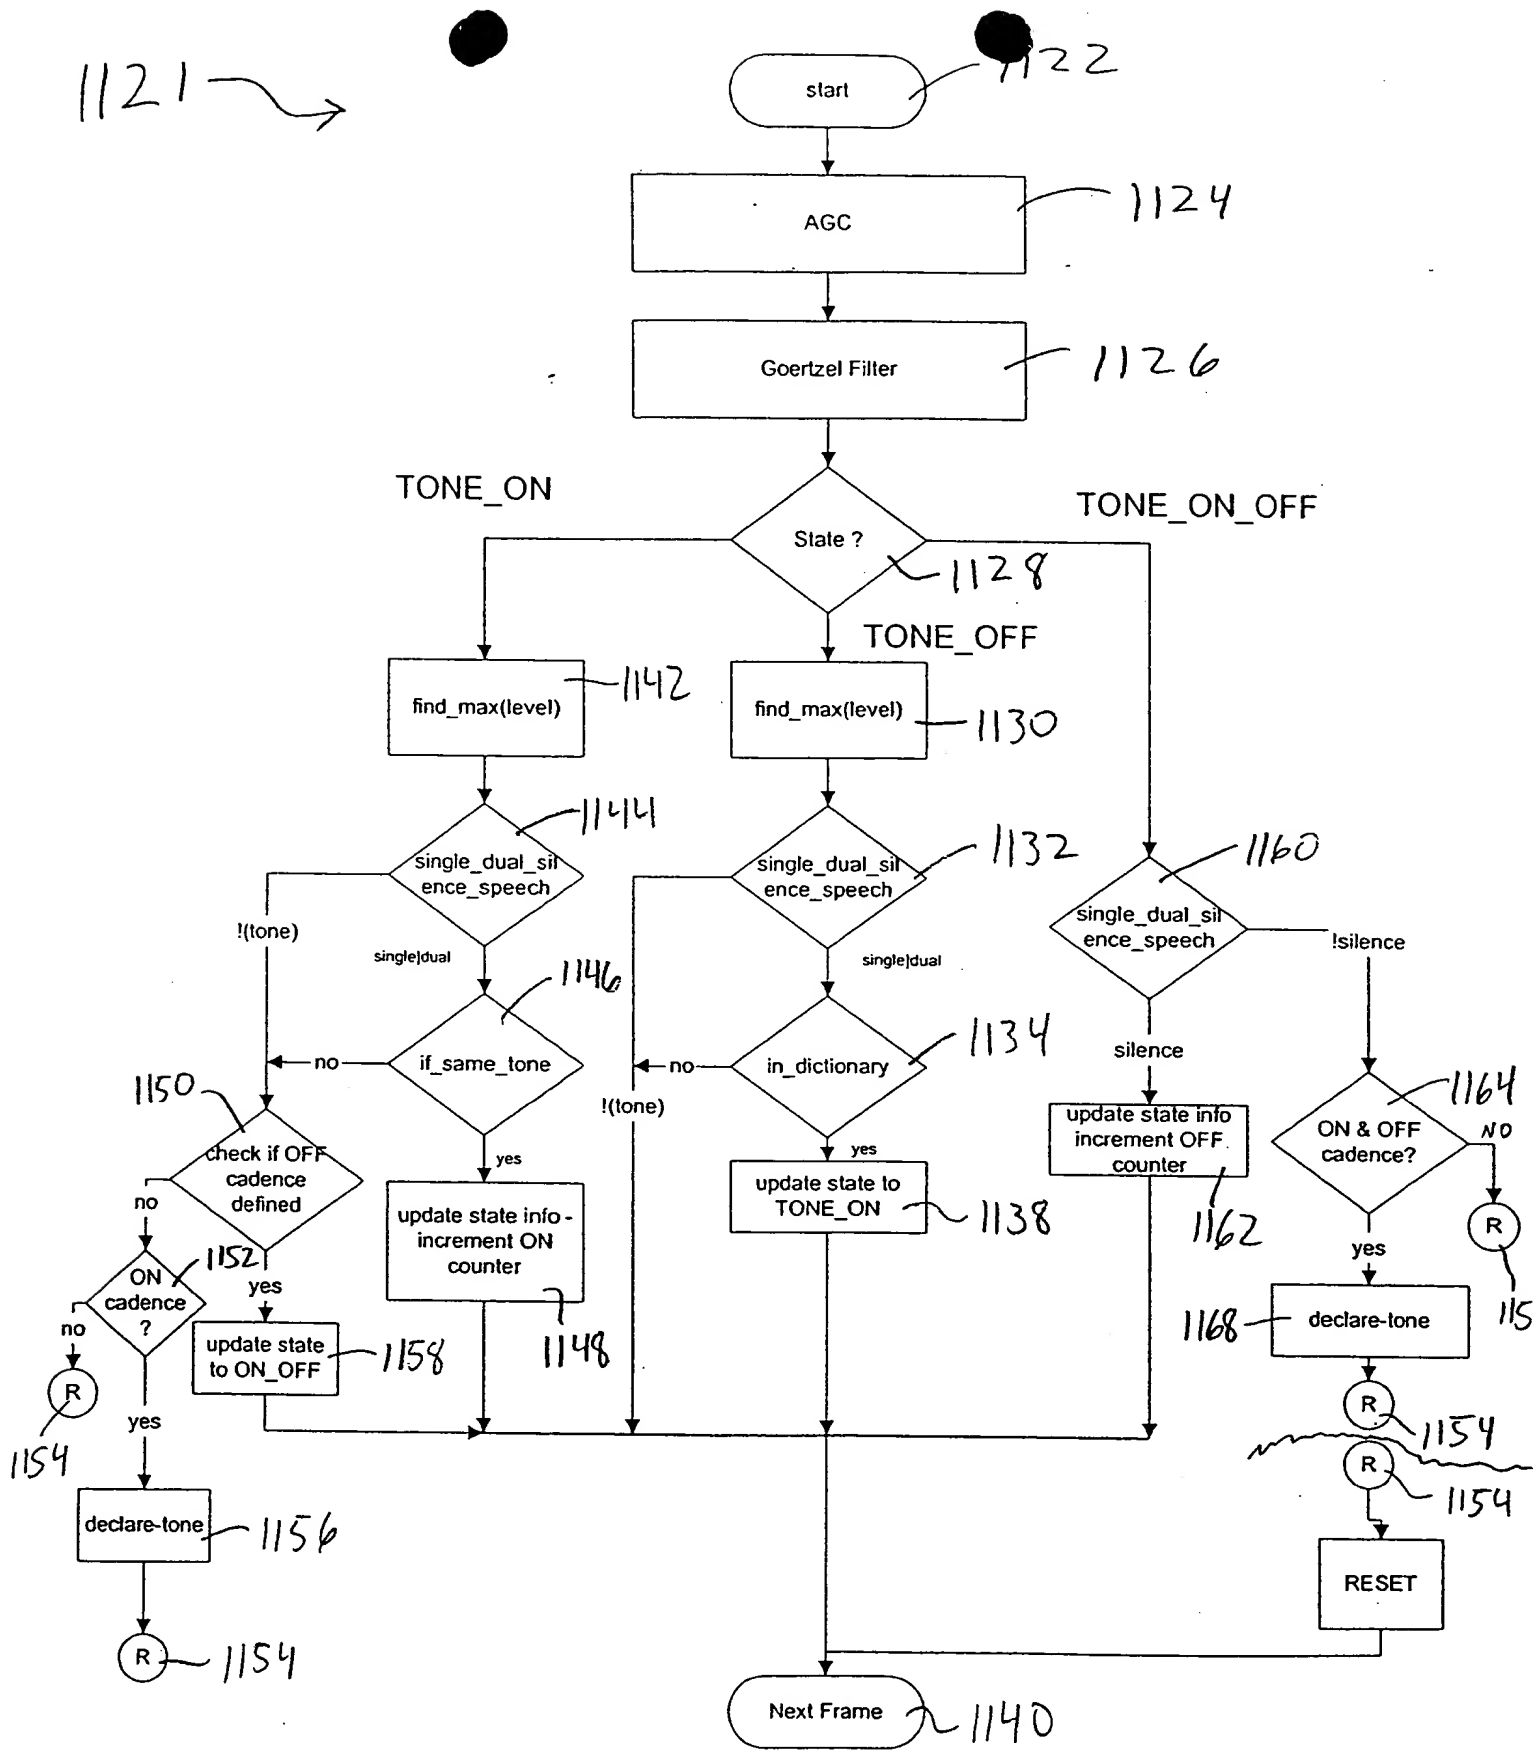 1121
start
1122
AGC
1124
Goertzel Filter
1126
TONE_ON
TONE_ON_OFF
State ?
1128
TONE_OFF
find_max(level)
1142
find_max(level)
1130
1144
single_dual_sil
ence_speech
single_dual_sil
ence_speech
1132
1160
single_dual_sil
ence_speech
!silence
!(tone)
single|dual
single|dual
1146
if_same_tone
no
in_dictionary
1134
no
!(tone)
silence
1150
check if OFF
cadence
defined
no
yes
yes
update state info -
increment ON
counter
1148
yes
update state to
TONE_ON
1138
update state info
increment OFF
counter
1162
1164
ON & OFF
cadence?
NO
R
115
yes
1152
ON
cadence
?
no
R
1154
yes
update state
to ON_OFF
1158
1168
declare-tone
R
1154
R
1154
declare-tone
1156
RESET
R
1154
Next Frame
1140